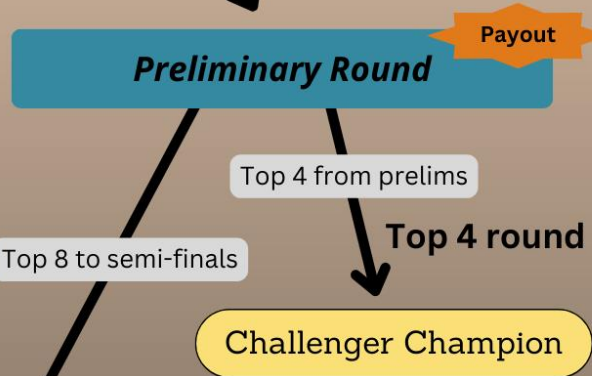 Payout
Preliminary Round
Top 4 from prelims
Top 4 round
Top 8 to semi-finals
Challenger Champion